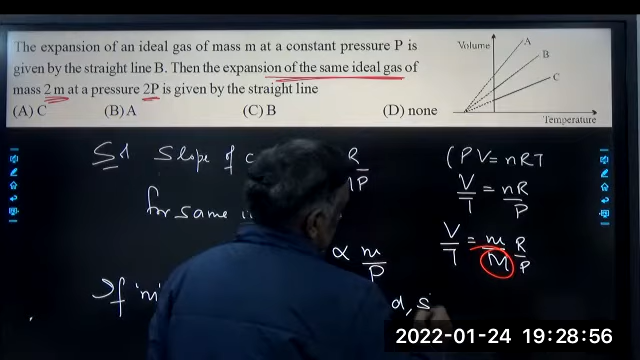 The expansion of an ideal gas of mass m at a constant pressure P is
given by the straight line B. Then the expansion of the same ideal gas of
mass 2 m at a pressure 2P is given by the straight line
(A) C (B) A (C) B (D) none
Volume
A
B
C
Temperature
Slope of
R
P
(PV = nRT
for same
V/T = nR/P
∝ m/P
V/T = m/M R/P
If 'm'
2022-01-24 19:28:56